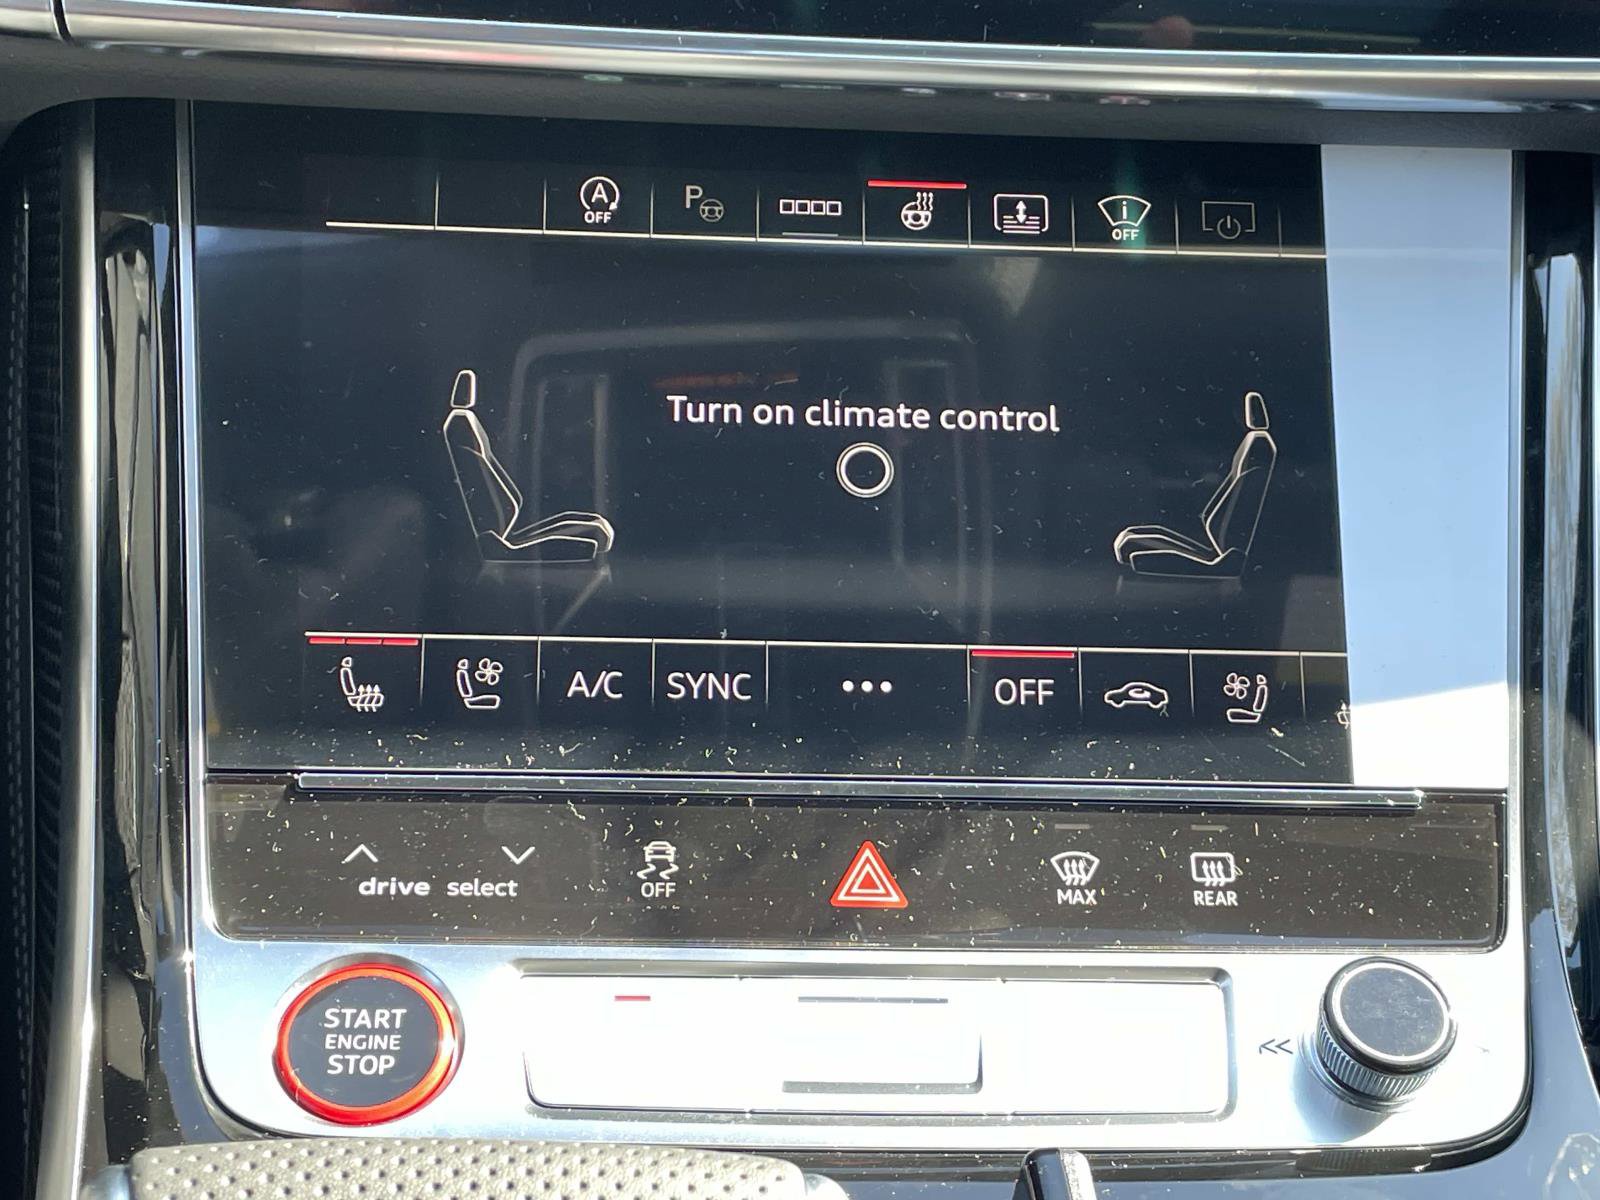 A
OFF
P
i
OFF
Turn on climate control
A/C
SYNC
OFF
drive select
OFF
MAX
REAR
START
ENGINE
STOP